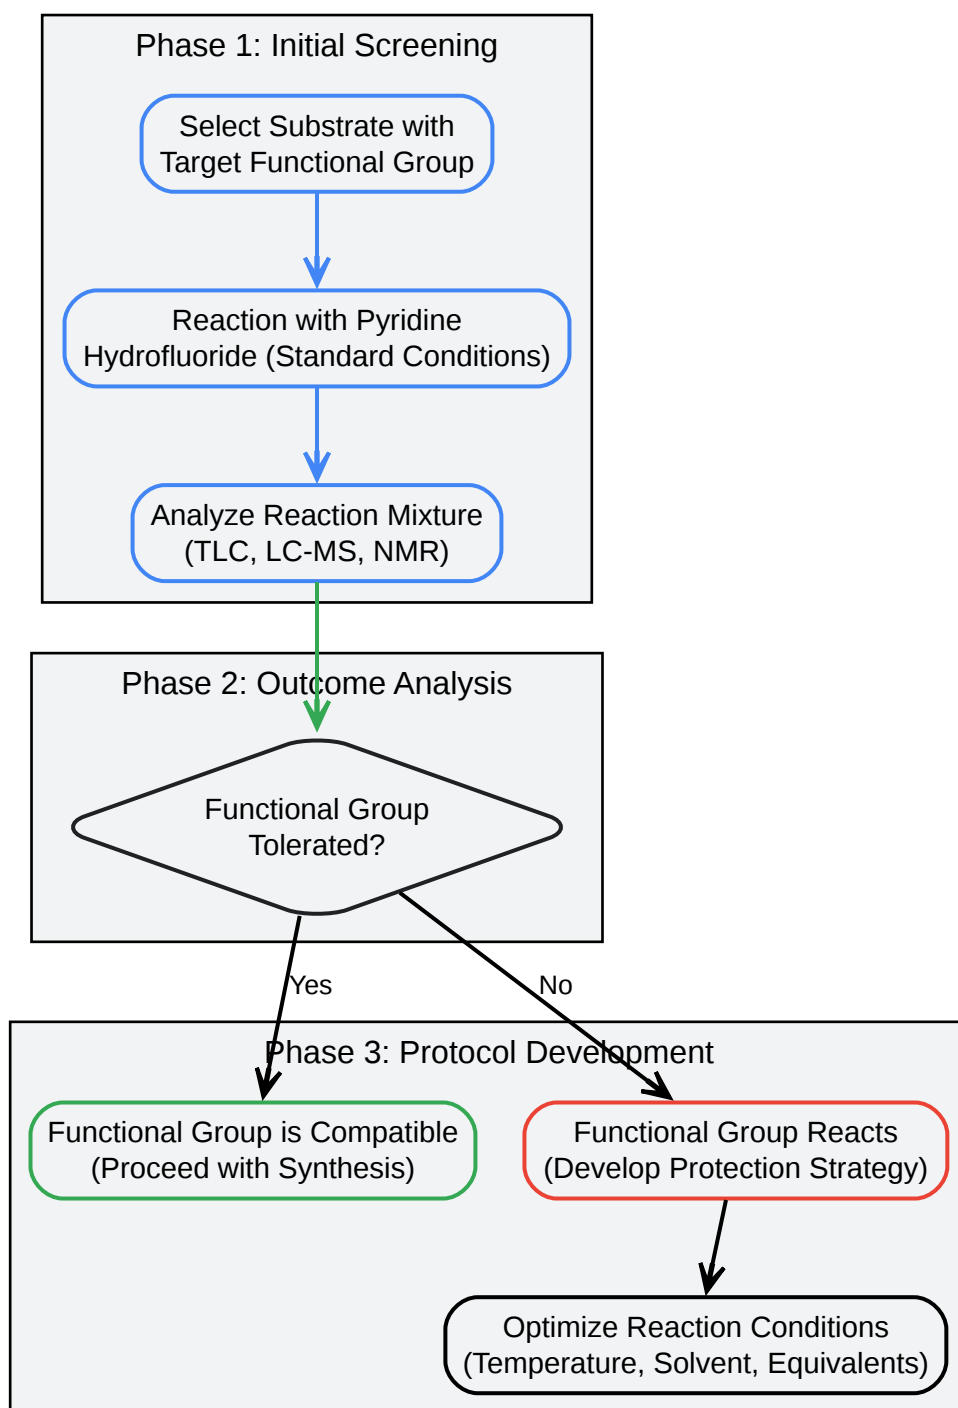 Phase 1: Initial Screening
Select Substrate with
Target Functional Group
Reaction with Pyridine
Hydrofluoride (Standard Conditions)
Analyze Reaction Mixture
(TLC, LC-MS, NMR)
Phase 2: Outcome Analysis
Functional Group
Tolerated?
Yes
No
Phase 3: Protocol Development
Functional Group is Compatible
(Proceed with Synthesis)
Functional Group Reacts
(Develop Protection Strategy)
Optimize Reaction Conditions
(Temperature, Solvent, Equivalents)